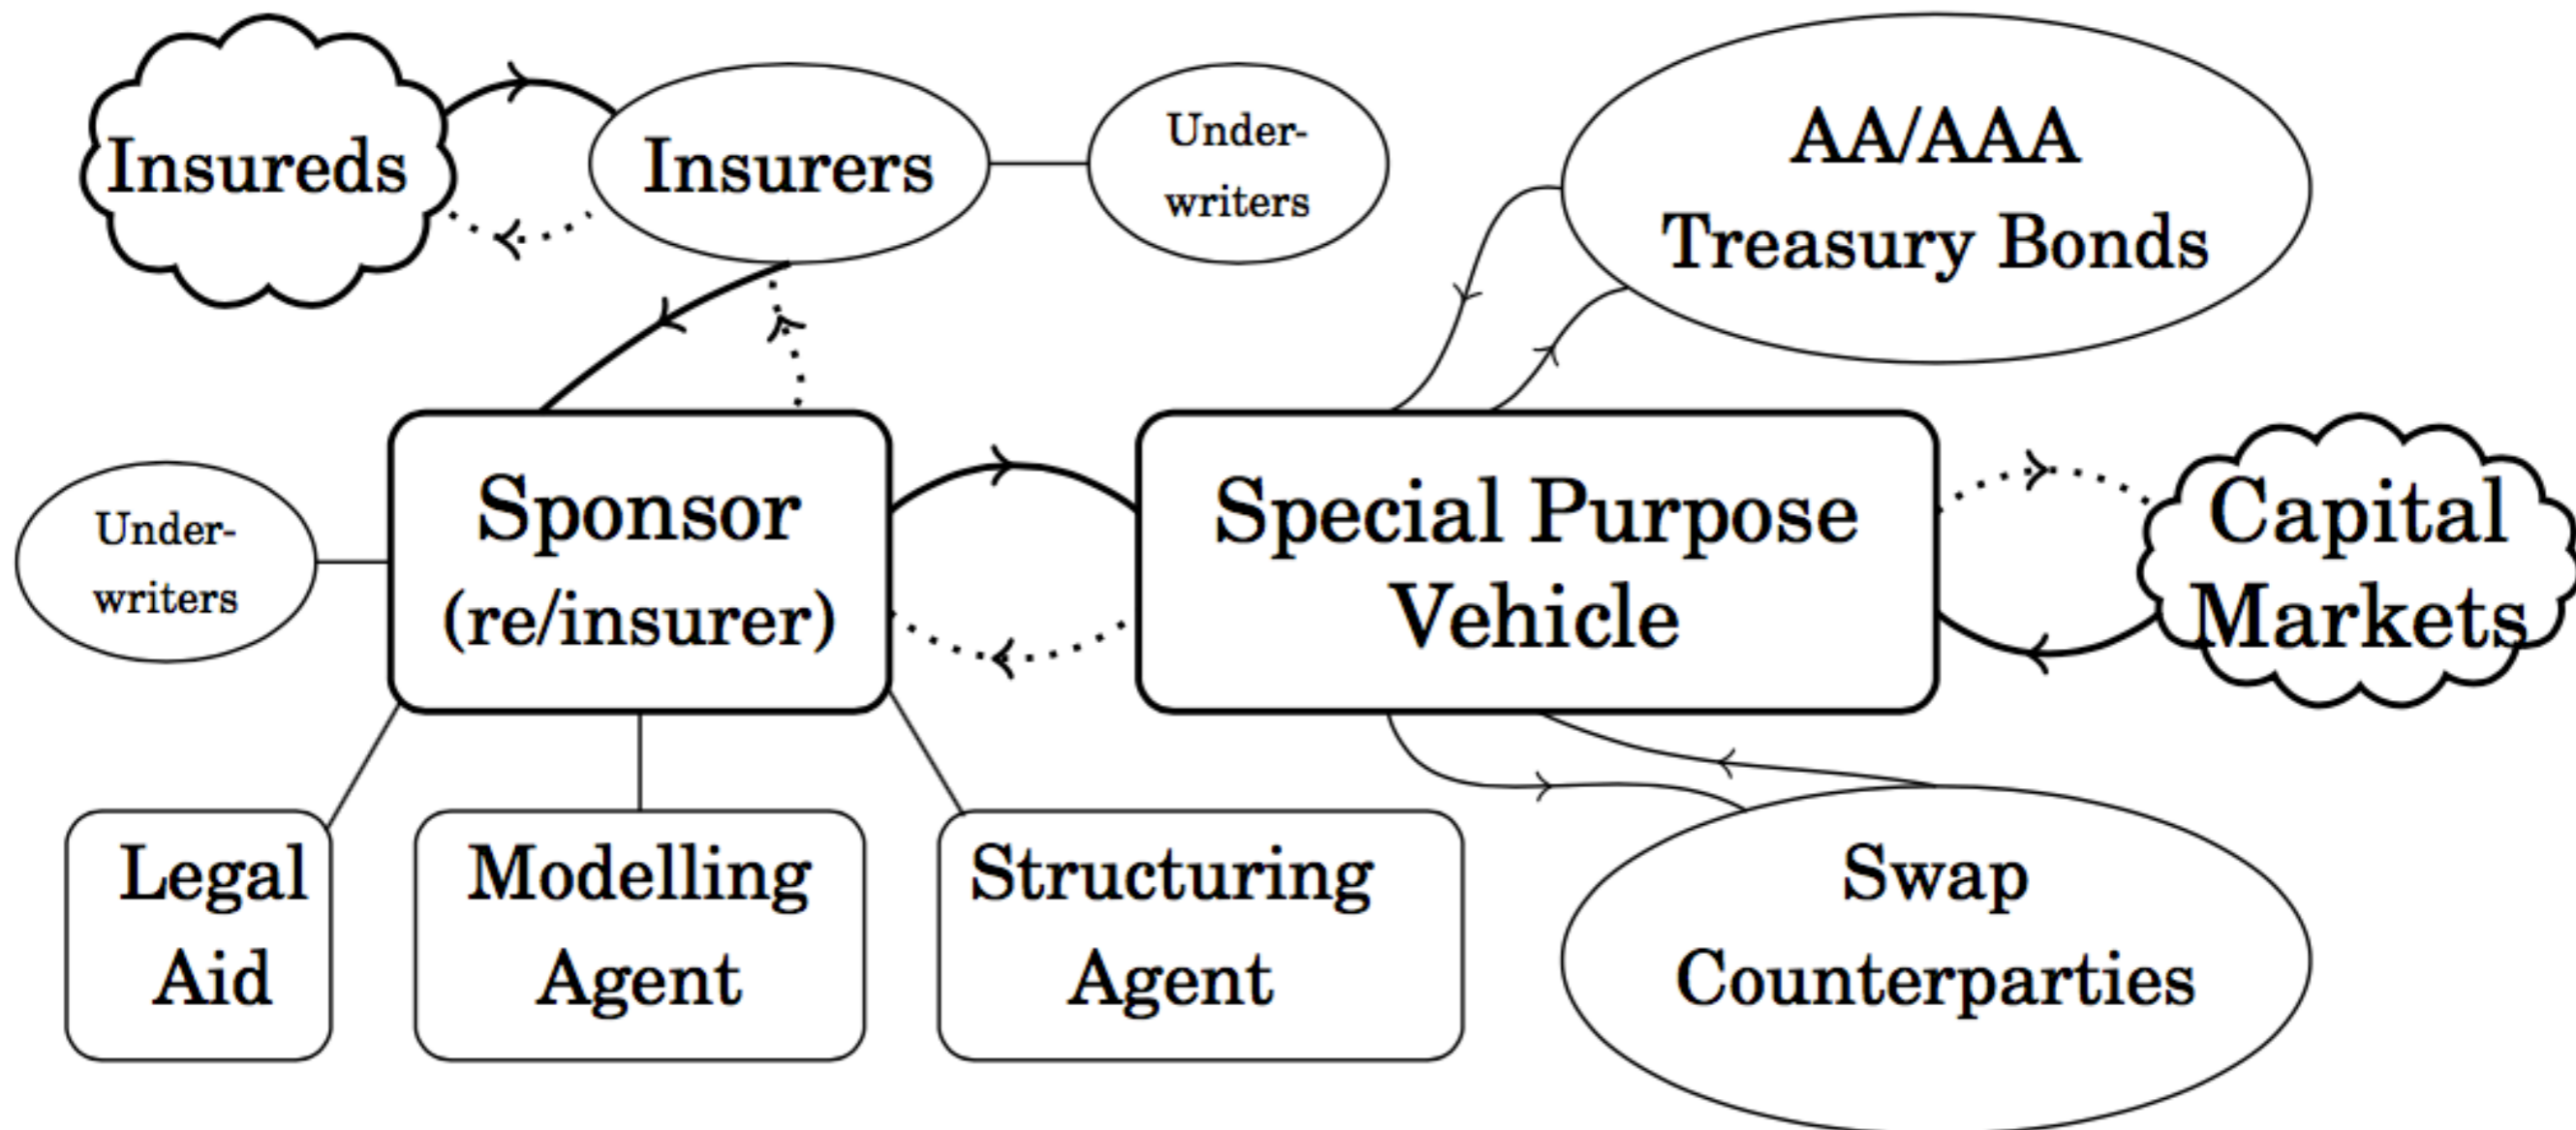 Insureds
Insurers
Under-
writers
AA/AAA
Treasury Bonds
Under-
writers
Sponsor
(re/insurer)
Special Purpose
Vehicle
Capital
Markets
Legal
Aid
Modelling
Agent
Structuring
Agent
Swap
Counterparties